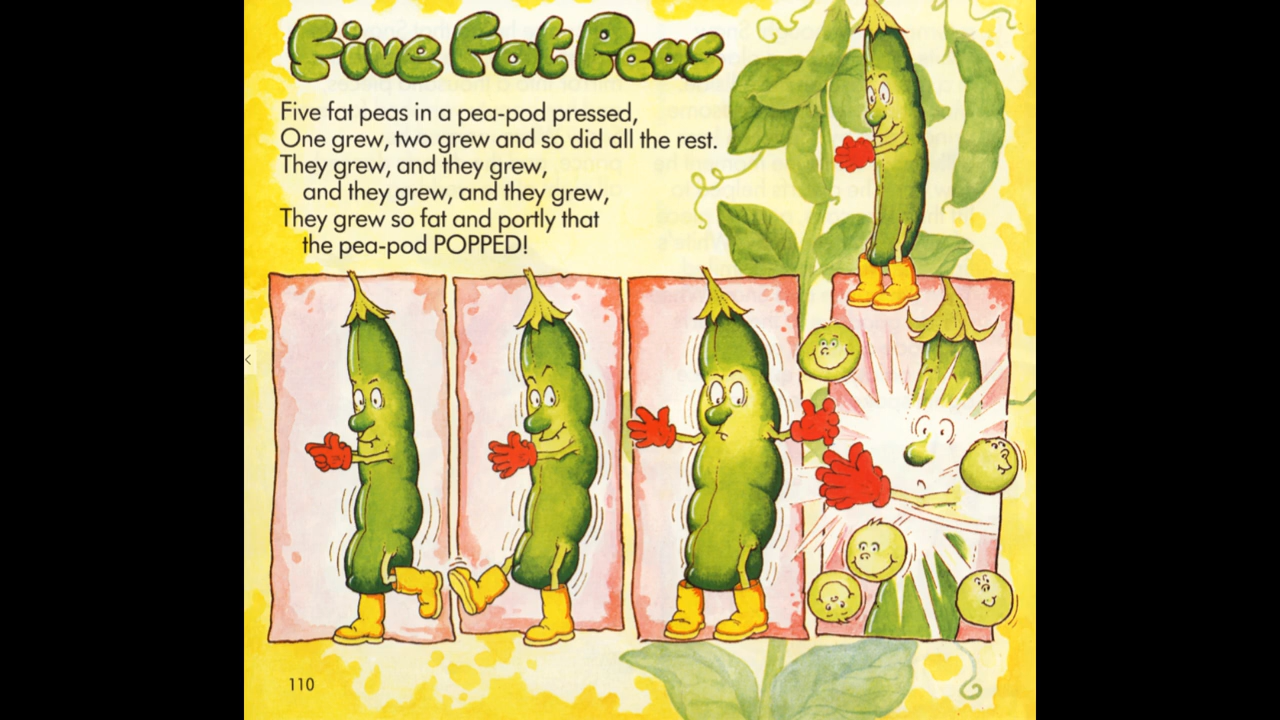 Five Fat Peas
Five fat peas in a pea-pod pressed,
One grew, two grew and so did all the rest.
They grew, and they grew,
and they grew, and they grew,
They grew so fat and portly that
the pea-pod POPPED!
110